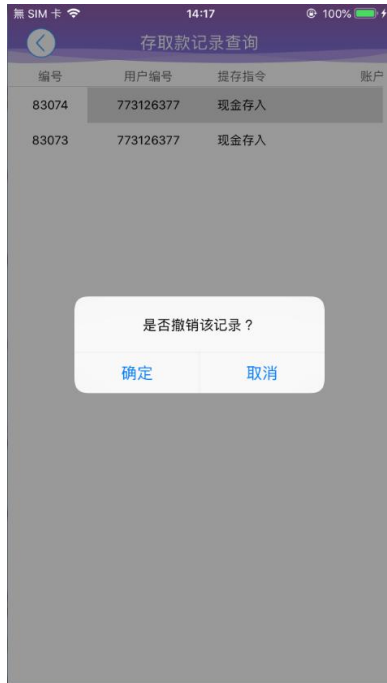 無 SIM 卡 14:17 100%
存取款记录查询
编号 用户编号 提存指令 账户
83074 773126377 现金存入
83073 773126377 现金存入
是否撤销该记录？
确定 取消